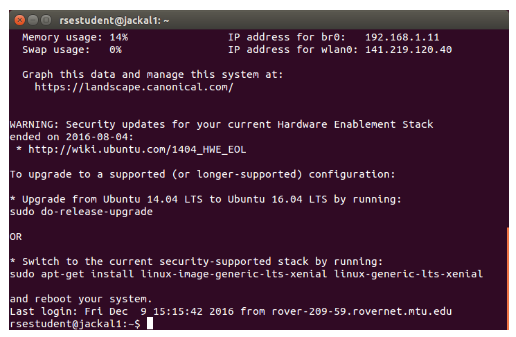 rsestudent@jackal1: ~
Memory usage: 14% IP address for br0: 192.168.1.11
Swap usage: 0% IP address for wlan0: 141.219.120.40
Graph this data and manage this system at:
https://landscape.canonical.com/
WARNING: Security updates for your current Hardware Enablement Stack
ended on 2016-08-04:
* http://wiki.ubuntu.com/1404_HWE_EOL
To upgrade to a supported (or longer-supported) configuration:
* Upgrade from Ubuntu 14.04 LTS to Ubuntu 16.04 LTS by running:
sudo do-release-upgrade
OR
* Switch to the current security-supported stack by running:
sudo apt-get install linux-image-generic-lts-xenial linux-generic-lts-xenial
and reboot your system.
Last login: Fri Dec 9 15:15:42 2016 from rover-209-59.rovernet.mtu.edu
rsestudent@jackal1:~$